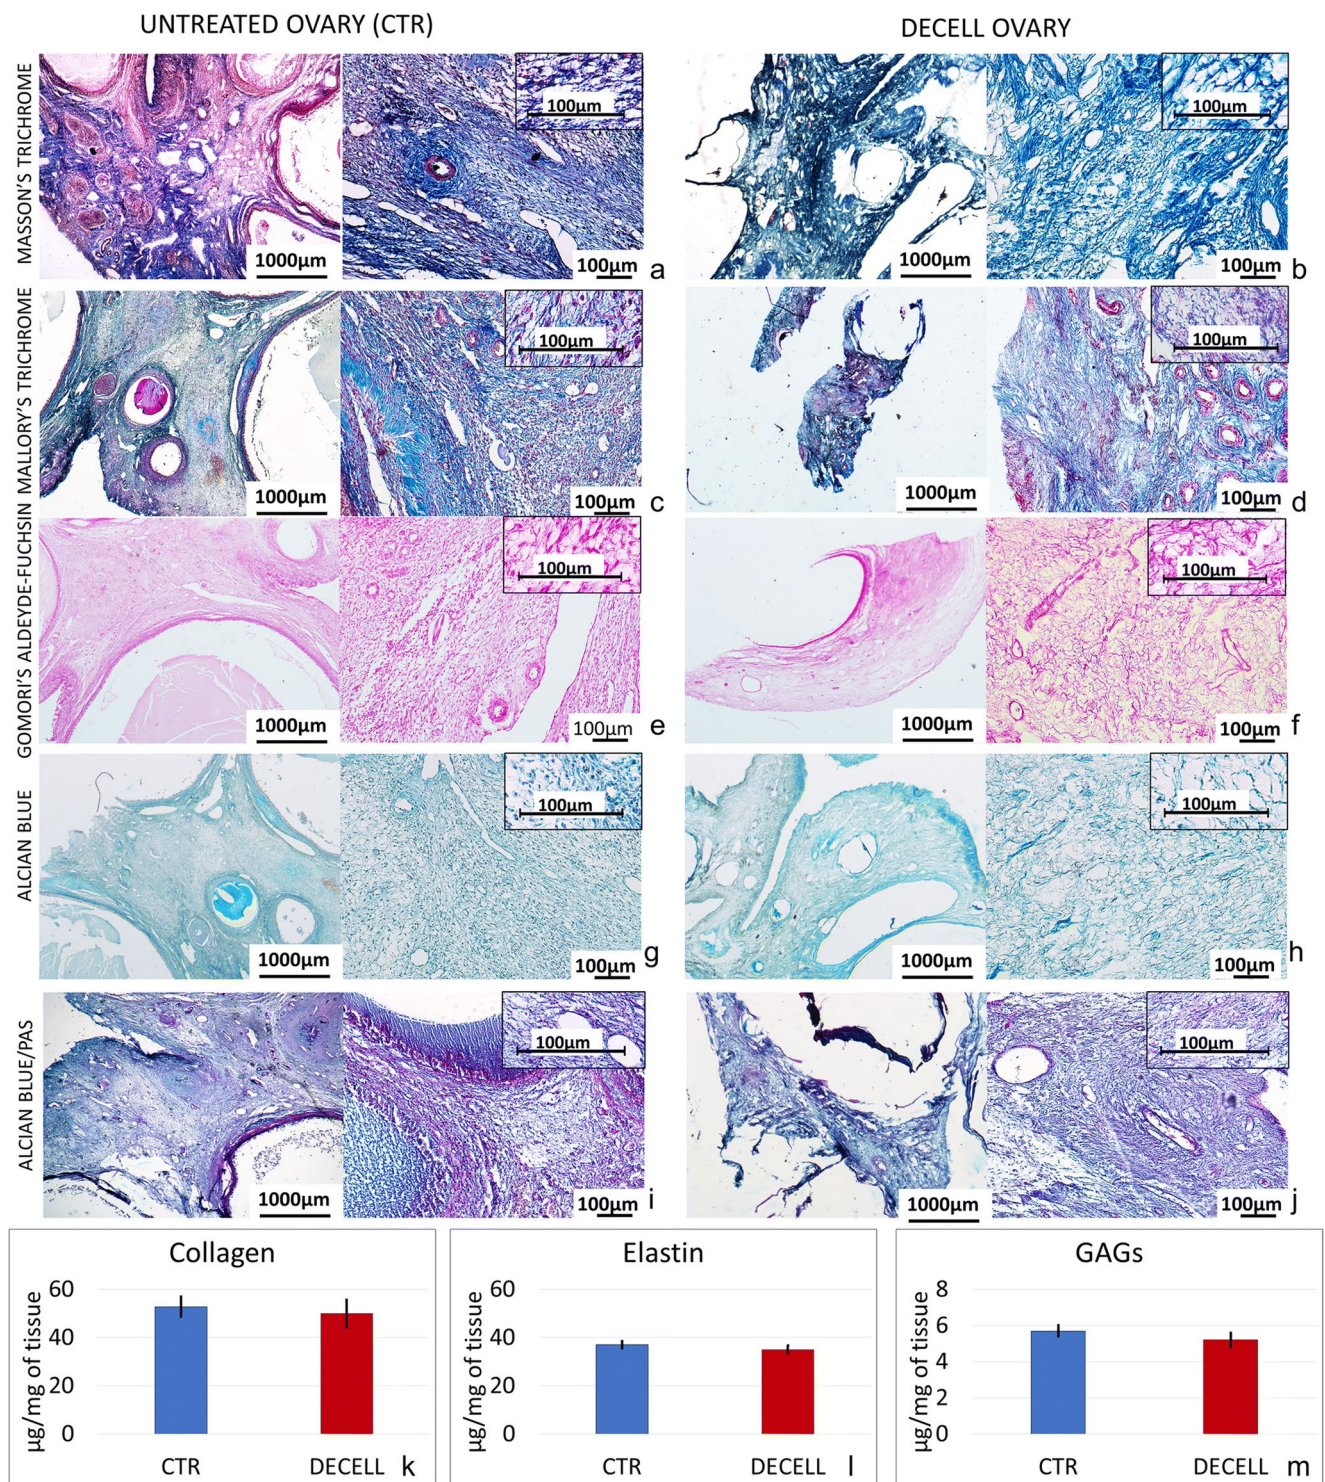 UNTREATED OVARY (CTR)
DECELL OVARY
MASSON'S TRICHROME
100µm
1000µm
100µm
a
100µm
1000µm
100µm
b
MALLORY'S TRICHROME
100µm
1000µm
100µm
c
100µm
1000µm
100µm
d
GOMORI'S ALDEYDE-FUCHSIN
100µm
1000µm
100µm
e
100µm
1000µm
100µm
f
ALCIAN BLUE
100µm
1000µm
100µm
g
100µm
1000µm
100µm
h
ALCIAN BLUE/PAS
100µm
1000µm
100µm
i
100µm
1000µm
100µm
j
Collagen
µg/mg of tissue
60
40
20
0
CTR
DECELL
k
Elastin
µg/mg of tissue
60
40
20
0
CTR
DECELL
l
GAGs
µg/mg of tissue
8
6
4
2
0
CTR
DECELL
m